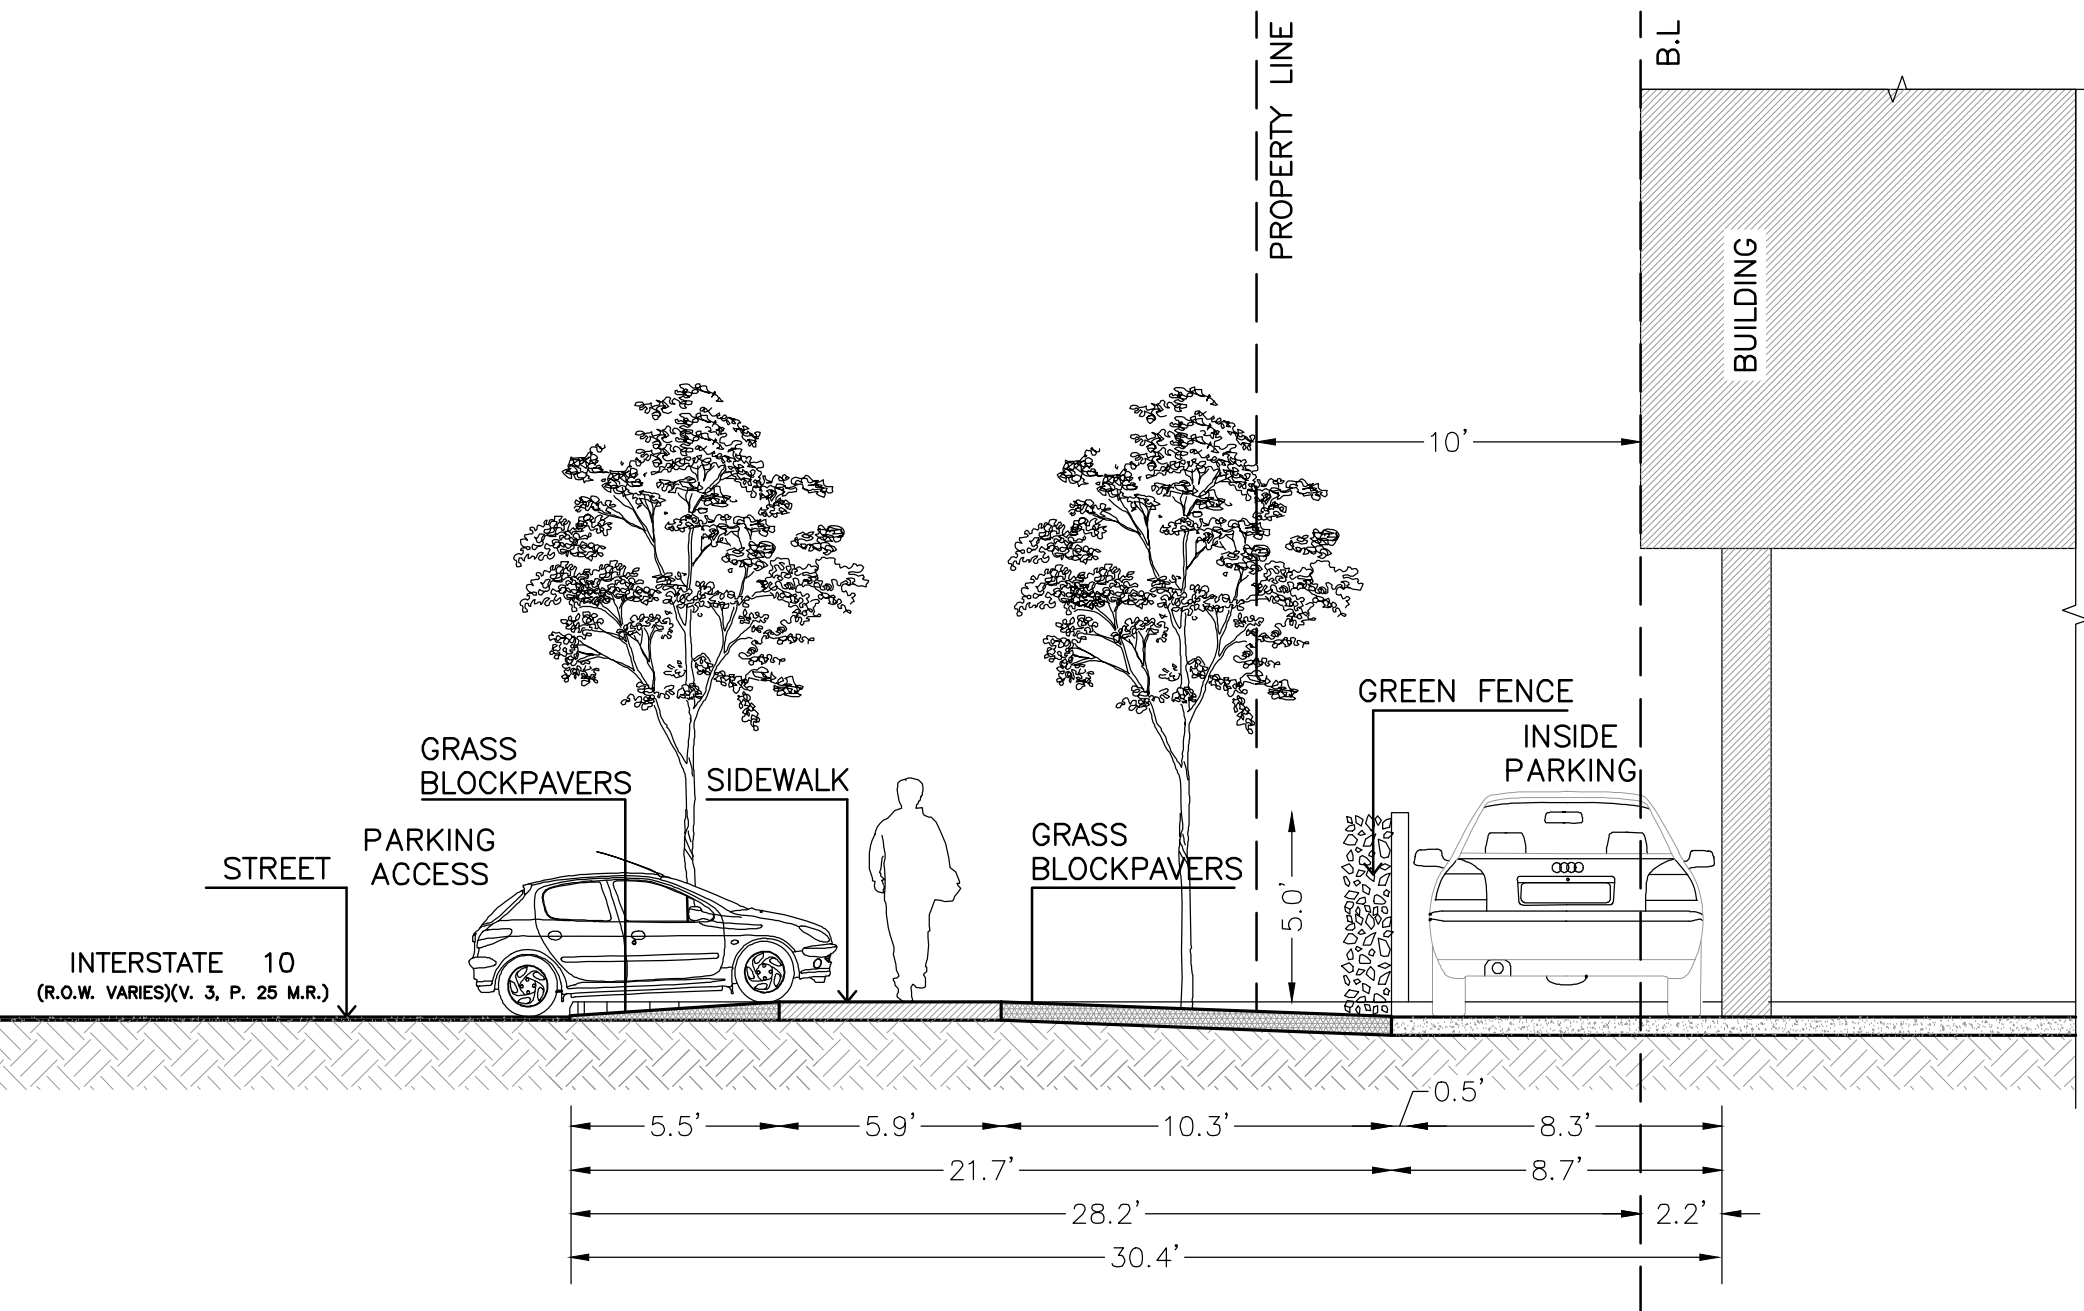 PROPERTY LINE
B.L
BUILDING
10'
GREEN FENCE
INSIDE
PARKING
GRASS
BLOCKPAVERS
SIDEWALK
PARKING
ACCESS
STREET
GRASS
BLOCKPAVERS
5.0'
INTERSTATE 10
(R.O.W. VARIES)(V. 3, P. 25 M.R.)
0.5'
5.5'
5.9'
10.3'
8.3'
21.7'
8.7'
28.2'
2.2'
30.4'